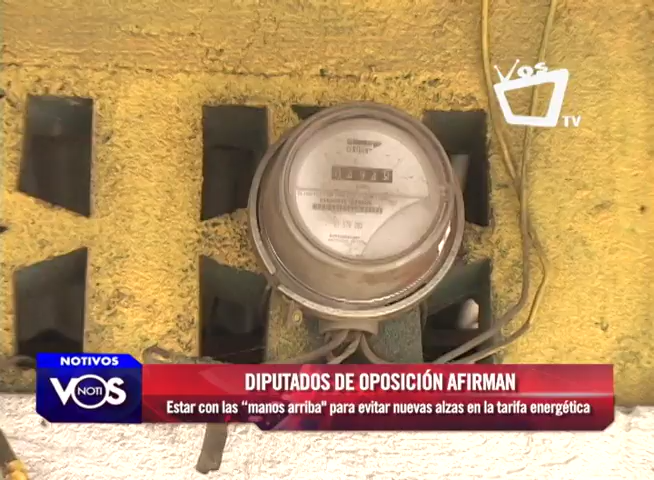 Vos
TV
NOTIVOS
VOS
NOTI
DIPUTADOS DE OPOSICIÓN AFIRMAN
Estar con las “manos arriba" para evitar nuevas alzas en la tarifa energética